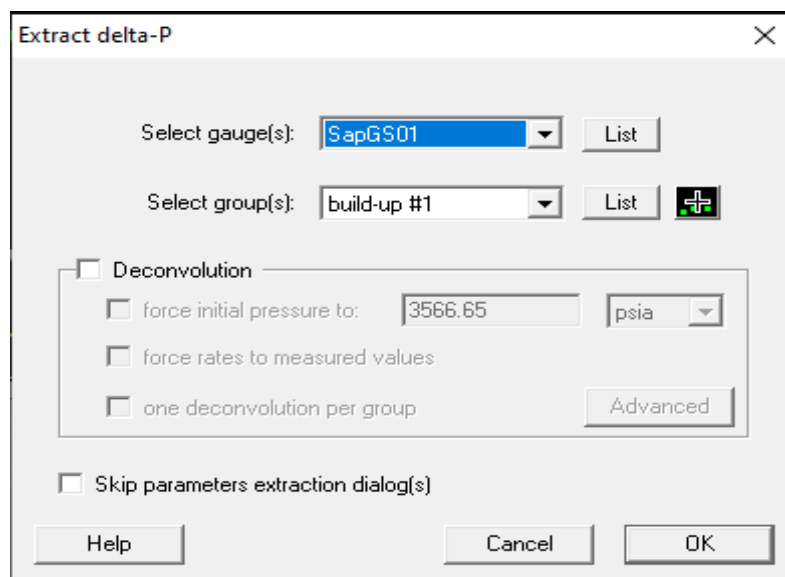 Extract delta-P
Select gauge(s): SapGS01 List
Select group(s): build-up #1 List
Deconvolution
force initial pressure to: 3566.65 psia
force rates to measured values
one deconvolution per group Advanced
Skip parameters extraction dialog(s)
Help Cancel OK